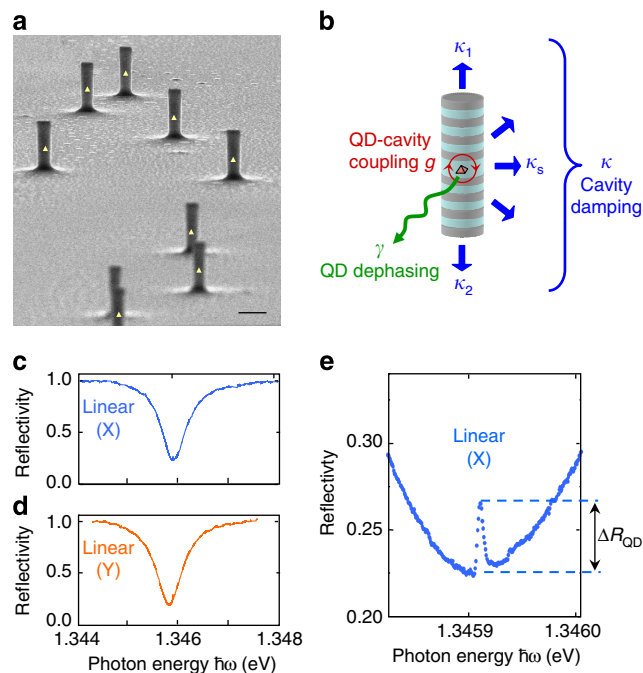 a
b
κ1
QD-cavity
coupling g
κs
κ
Cavity
damping
γ
QD dephasing
κ2
c
Reflectivity
1.0
0.5
0.0
Linear
(X)
d
Reflectivity
1.0
0.5
0.0
Linear
(Y)
1.344
1.346
1.348
Photon energy ħω (eV)
e
Reflectivty
0.30
0.25
0.20
Linear
(X)
ΔRQD
1.3459
1.3460
Photon energy ħω (eV)